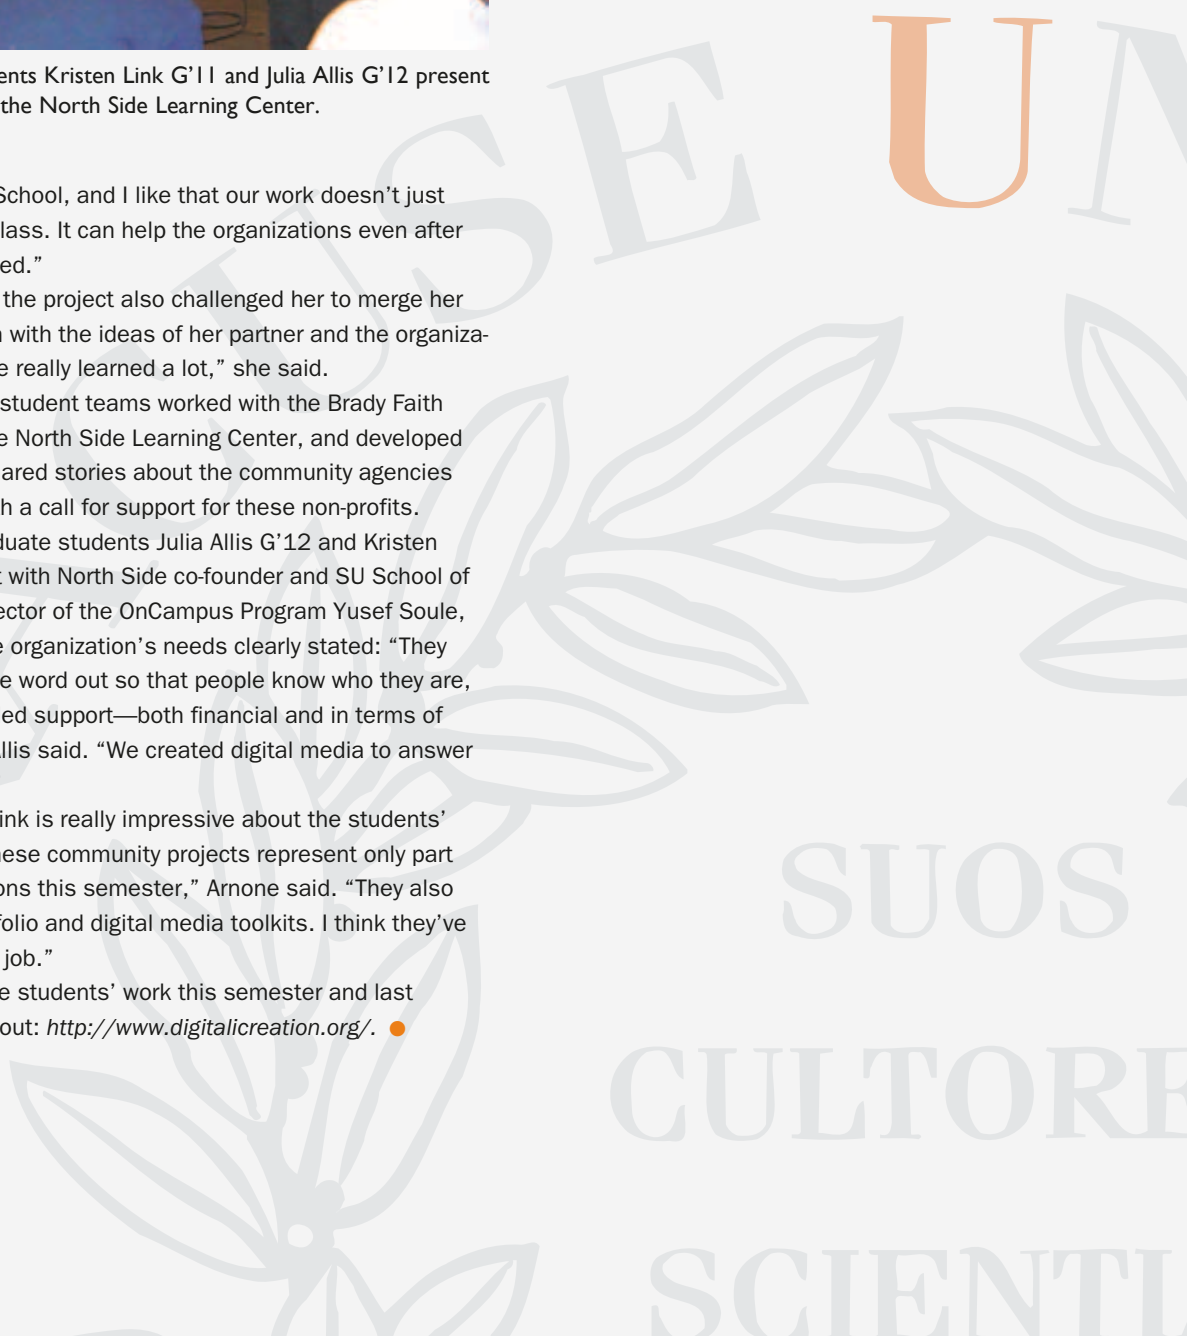 ents Kristen Link G’11 and Julia Allis G’12 present
the North Side Learning Center.
School, and I like that our work doesn’t just
lass. It can help the organizations even after
ed.”
the project also challenged her to merge her
with the ideas of her partner and the organiza-
e really learned a lot,” she said.
student teams worked with the Brady Faith
e North Side Learning Center, and developed
ared stories about the community agencies
h a call for support for these non-profits.
duate students Julia Allis G’12 and Kristen
t with North Side co-founder and SU School of
ector of the OnCampus Program Yusef Soule,
e organization’s needs clearly stated: “They
e word out so that people know who they are,
ed support—both financial and in terms of
Allis said. “We created digital media to answer
ink is really impressive about the students’
hese community projects represent only part
ons this semester,” Arnone said. “They also
folio and digital media toolkits. I think they’ve
job.”
e students’ work this semester and last
out: http://www.digitalicreation.org/.
ACUSE UN
SUOS
CULTORE
SCIENTI